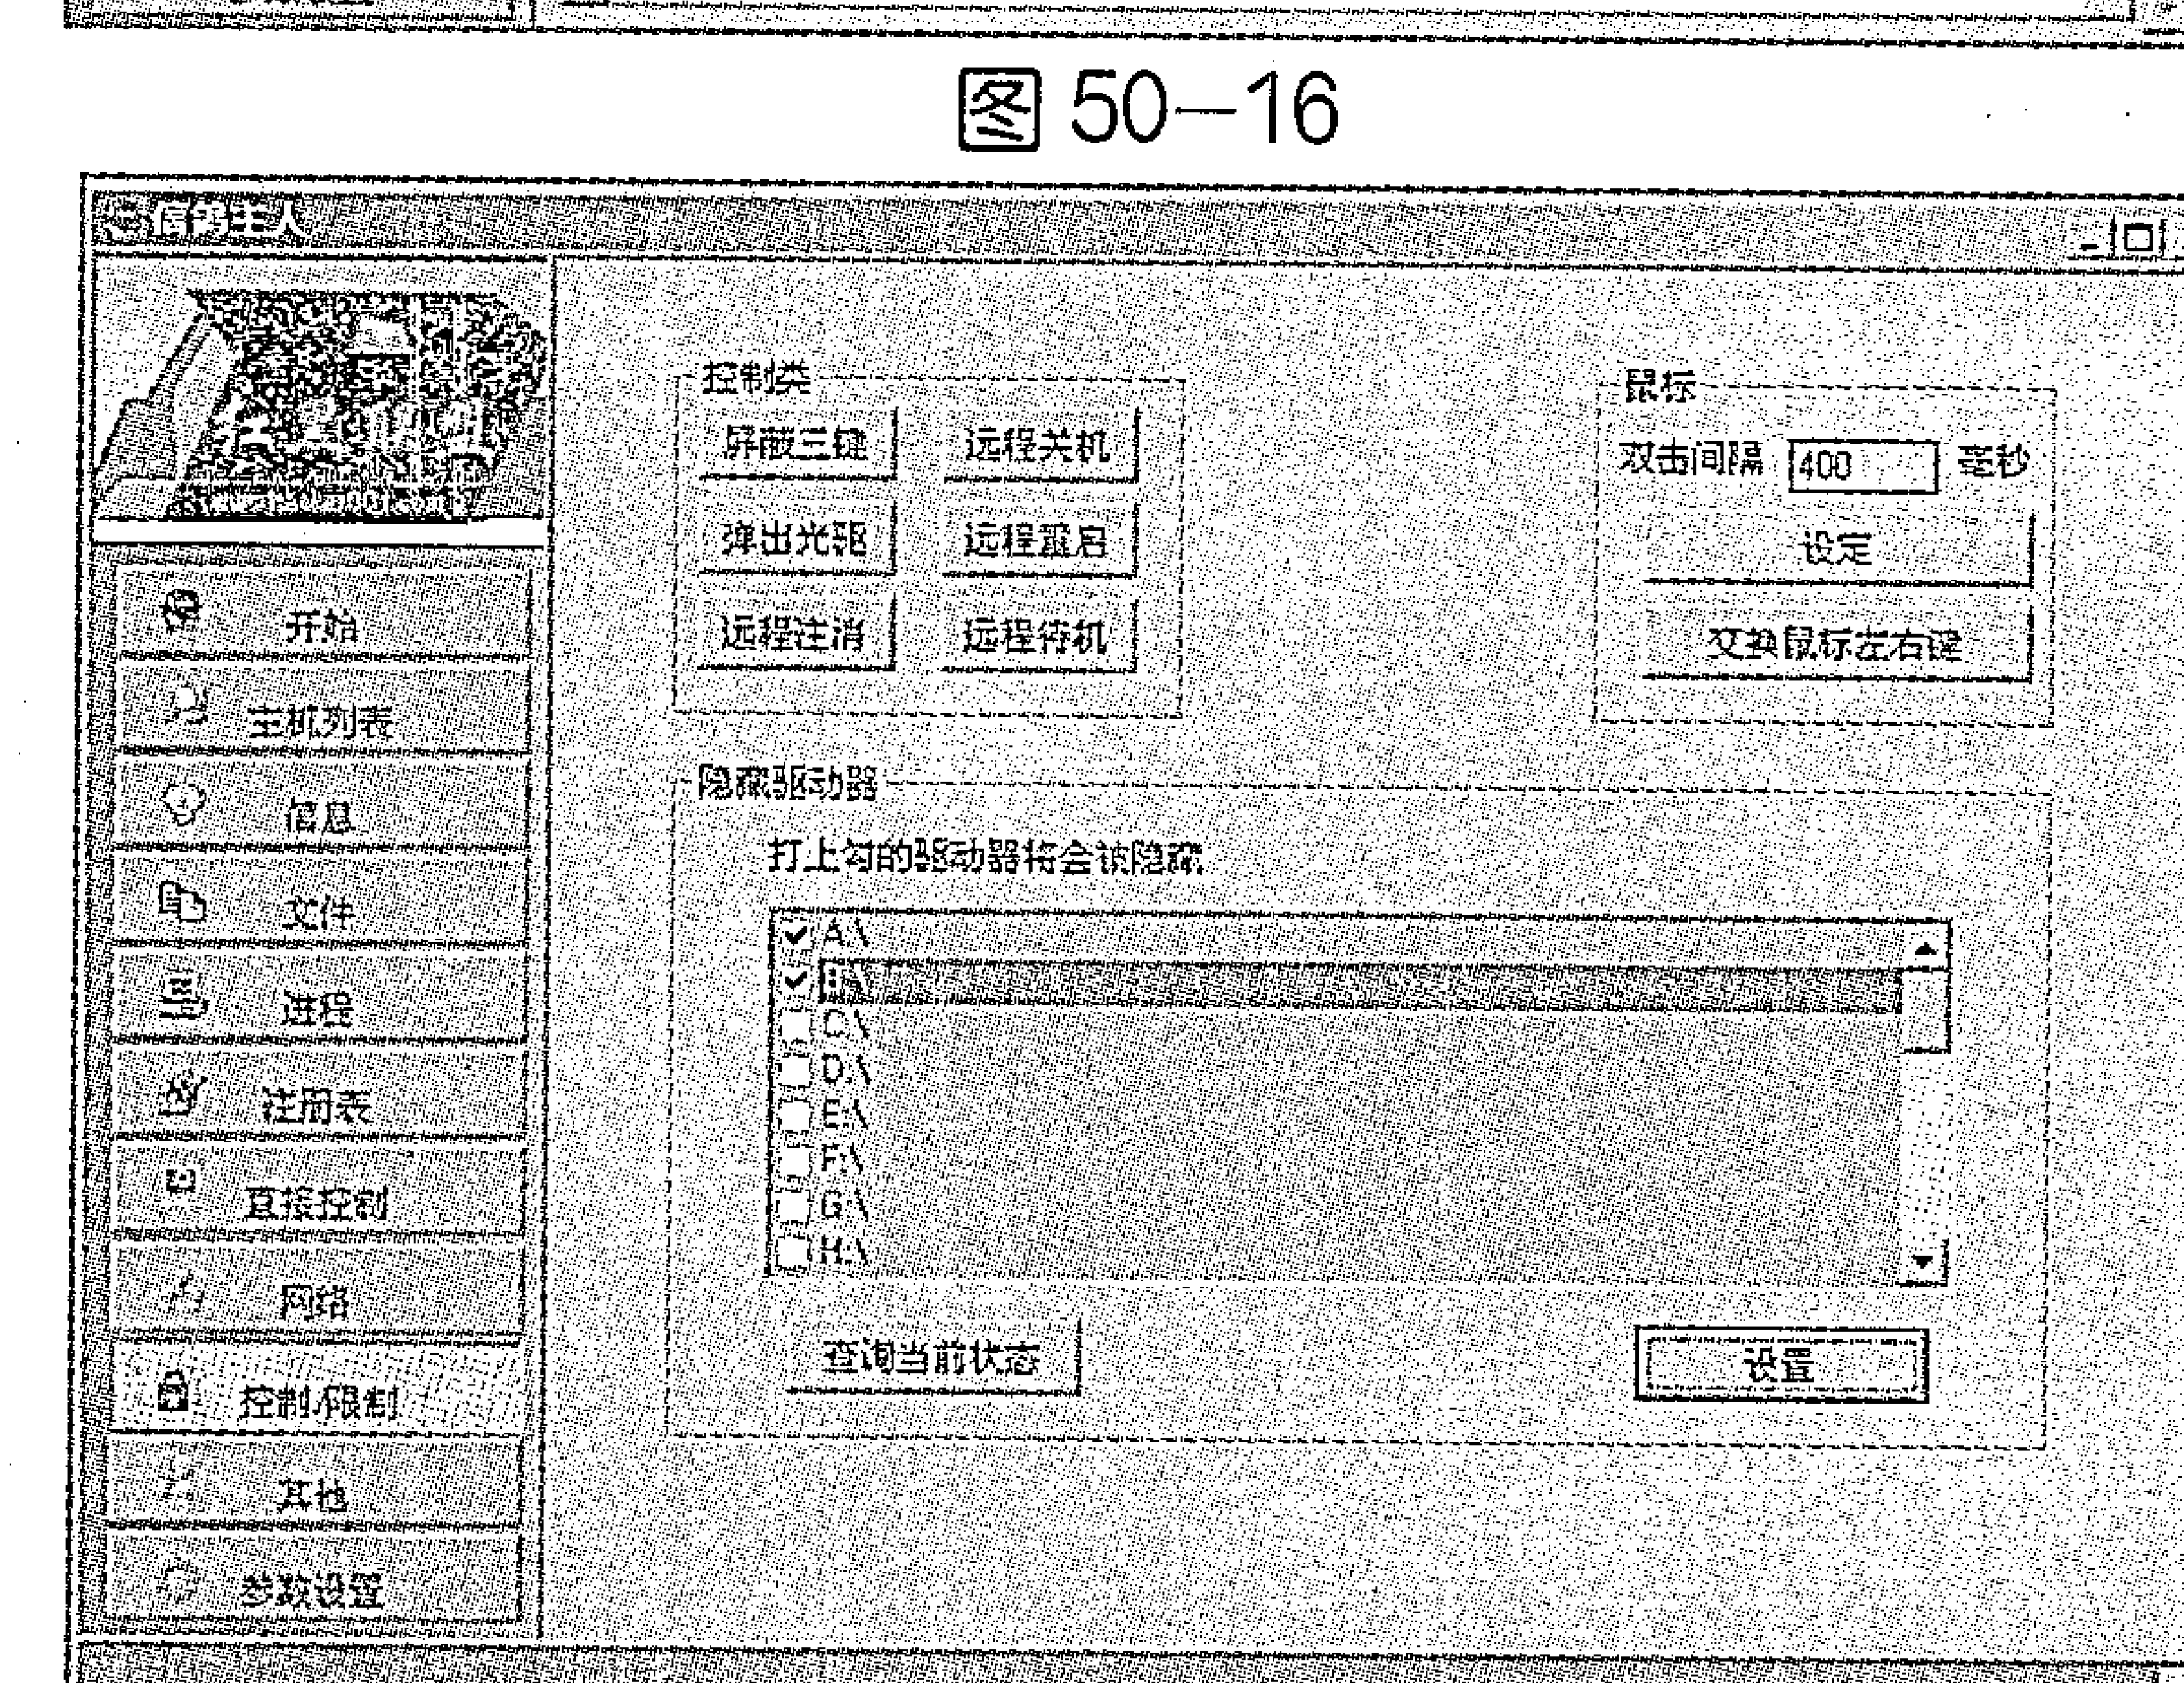 图 50-16
主人
控制类
屏蔽三键 远程关机
弹出光驱 远程重启
远程注消 远程待机
鼠标
双击间隔 400 毫秒
设定
交换鼠标左右键
开始
主机列表
信息
文件
进程
注册表
直接控制
网络
控制/限制
其他
参数设置
隐藏驱动器
打上勾的驱动器将会被隐藏
A:\
B:\
C:\
D:\
E:\
F:\
G:\
H:\
查询当前状态 设置